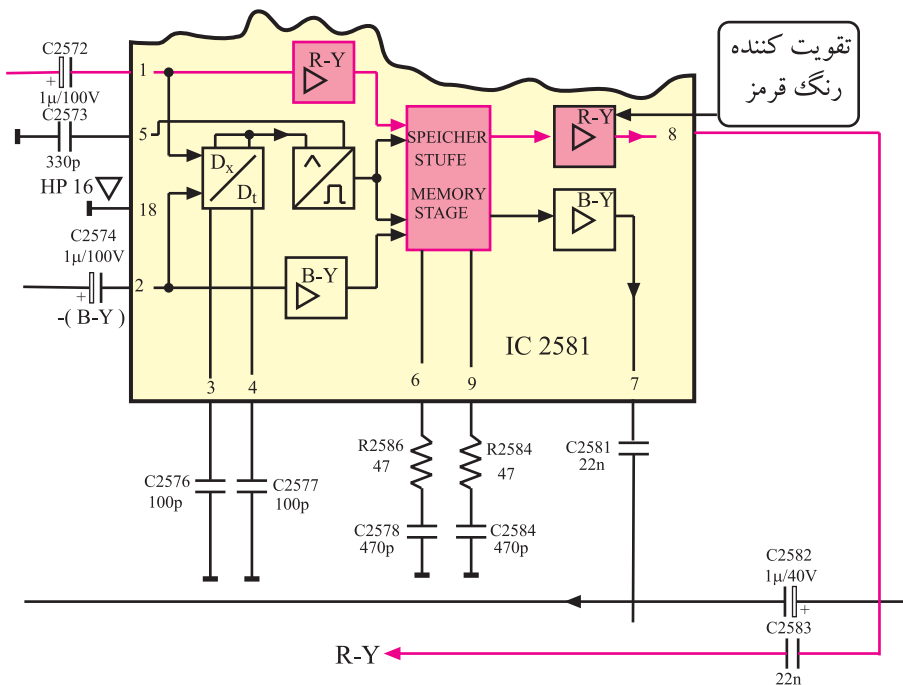 C2572
1μ/100V
C2573
330p
HP 16
18
C2574
1μ/100V
-( B-Y )
1
5
2
R-Y
Dx
Dt
B-Y
SPEICHER
STUFE
MEMORY
STAGE
R-Y
8
B-Y
تقویت کننده
رنگ قرمز
IC 2581
3
4
6
9
7
C2576
100p
C2577
100p
R2586
47
C2578
470p
R2584
47
C2584
470p
C2581
22n
C2582
1μ/40V
C2583
22n
R-Y